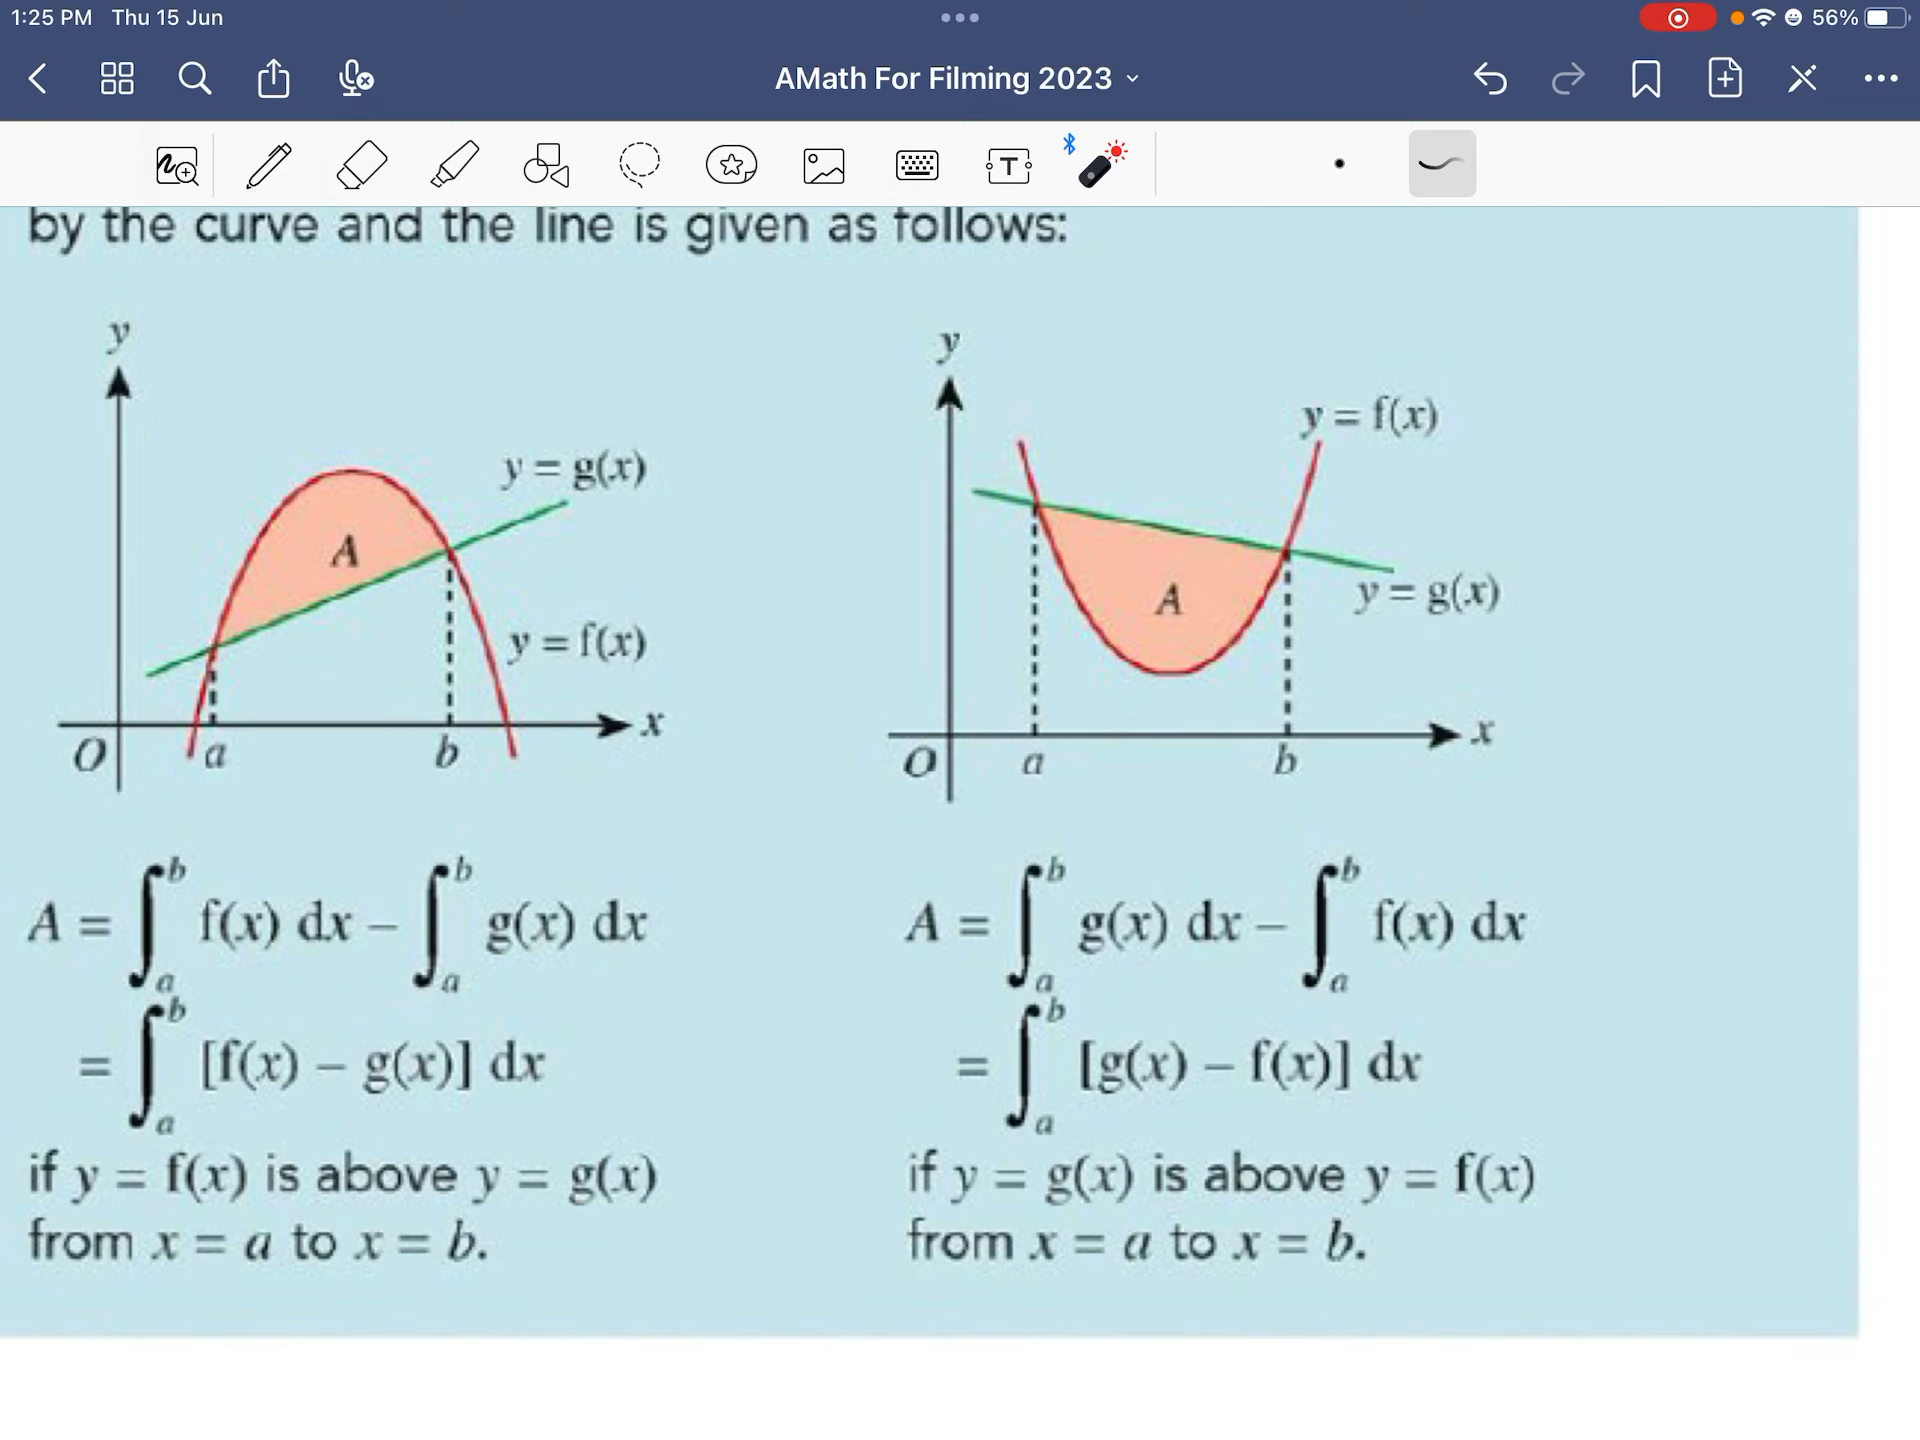 1:25 PM Thu 15 Jun
56%
AMath For Filming 2023
T
by the curve and the line is given as follows:
y
y = g(x)
A
y = f(x)
O a b x
y
y = f(x)
A
y = g(x)
O a b x
A = ∫_a^b f(x) dx – ∫_a^b g(x) dx
= ∫_a^b [f(x) – g(x)] dx
if y = f(x) is above y = g(x)
from x = a to x = b.
A = ∫_a^b g(x) dx – ∫_a^b f(x) dx
= ∫_a^b [g(x) – f(x)] dx
if y = g(x) is above y = f(x)
from x = a to x = b.